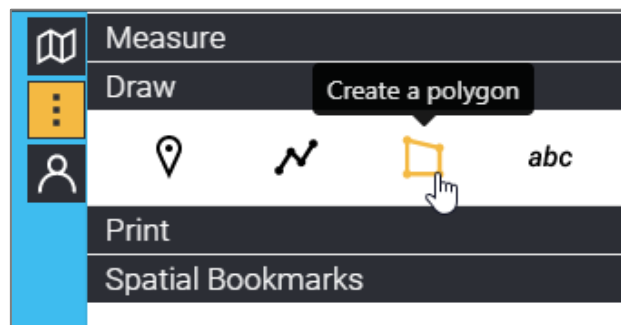 Measure
Draw
Create a polygon
abc
Print
Spatial Bookmarks